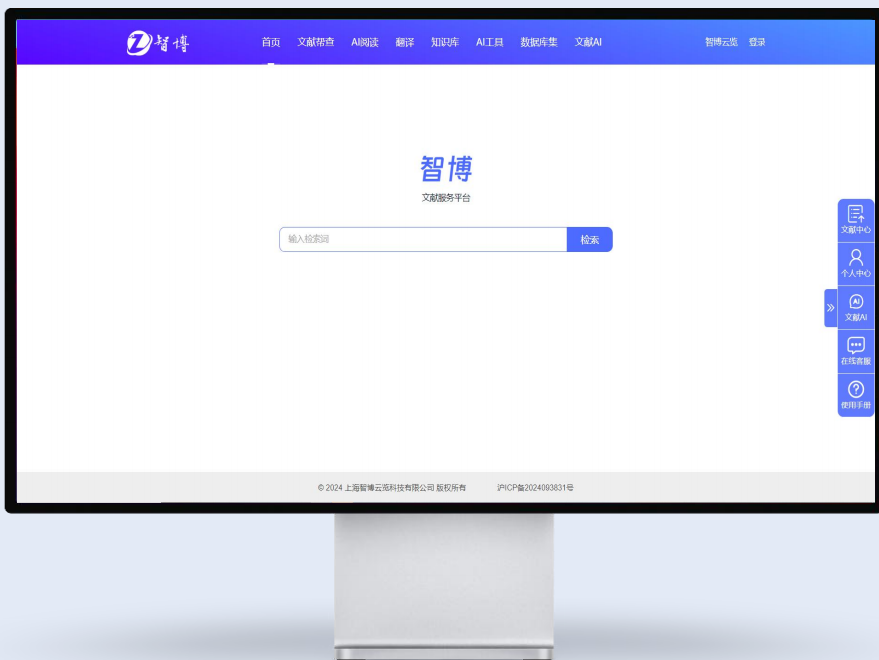 智博
首页 文献帮查 AI阅读 翻译 知识库 AI工具 数据库集 文献AI 智博云览 登录
智博
文献服务平台
输入检索词 检索
文献中心
个人中心
AI
文献AI
在线客服
使用手册
© 2024 上海智博云览科技有限公司 版权所有 沪ICP备2024093831号